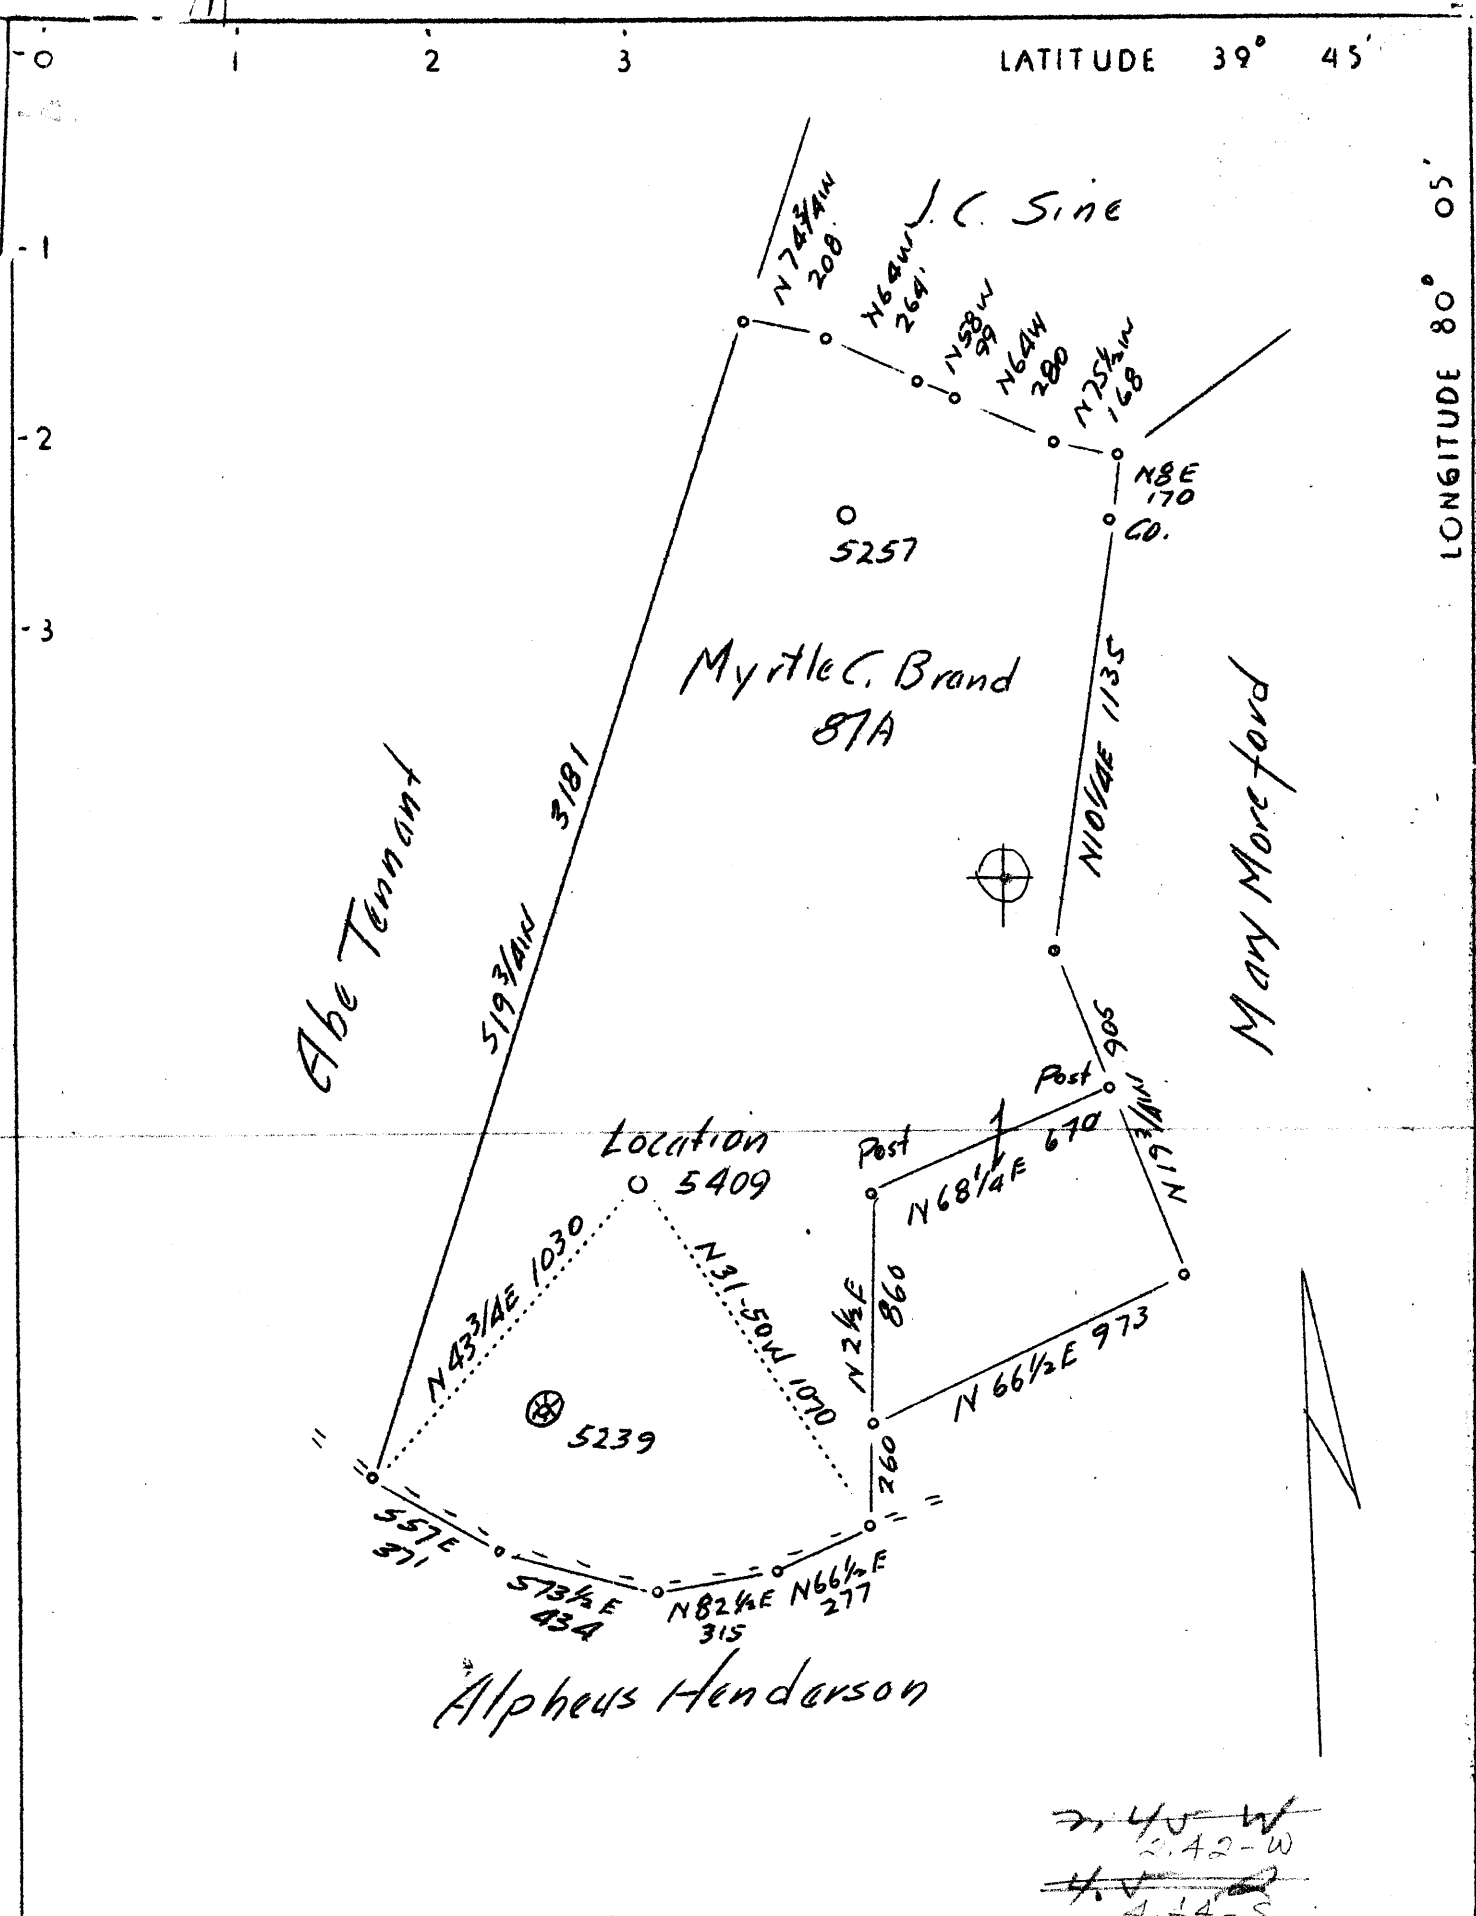 0 1 2 3 LATITUDE 39° 45'
LONGITUDE 80° 05'
-1
-2
-3
J.C. Sine
N 74 3/4 W
208
N 64 W
264'
N 58 W
99
N 64 W
280
N 75 1/2 W
168
N 8 E
170
GO.
5257
Myrtle C. Brand
87A
N 10 1/4 E 1135
Mary Moreford
Abe Tennant
S 19 3/4 W 3181
905
N 19 3/4 W
Post
Post
N 68 1/4 E 670
Location
5409
N 43 3/4 E 1030
N 31-50 W 1070
N 2 1/2 E
860
N 66 1/2 E 973
5239
260
S 57 E
371
S 73 1/2 E
434
N 82 1/2 E
315
N 66 1/2 E
277
Alpheus Henderson
2.42-W